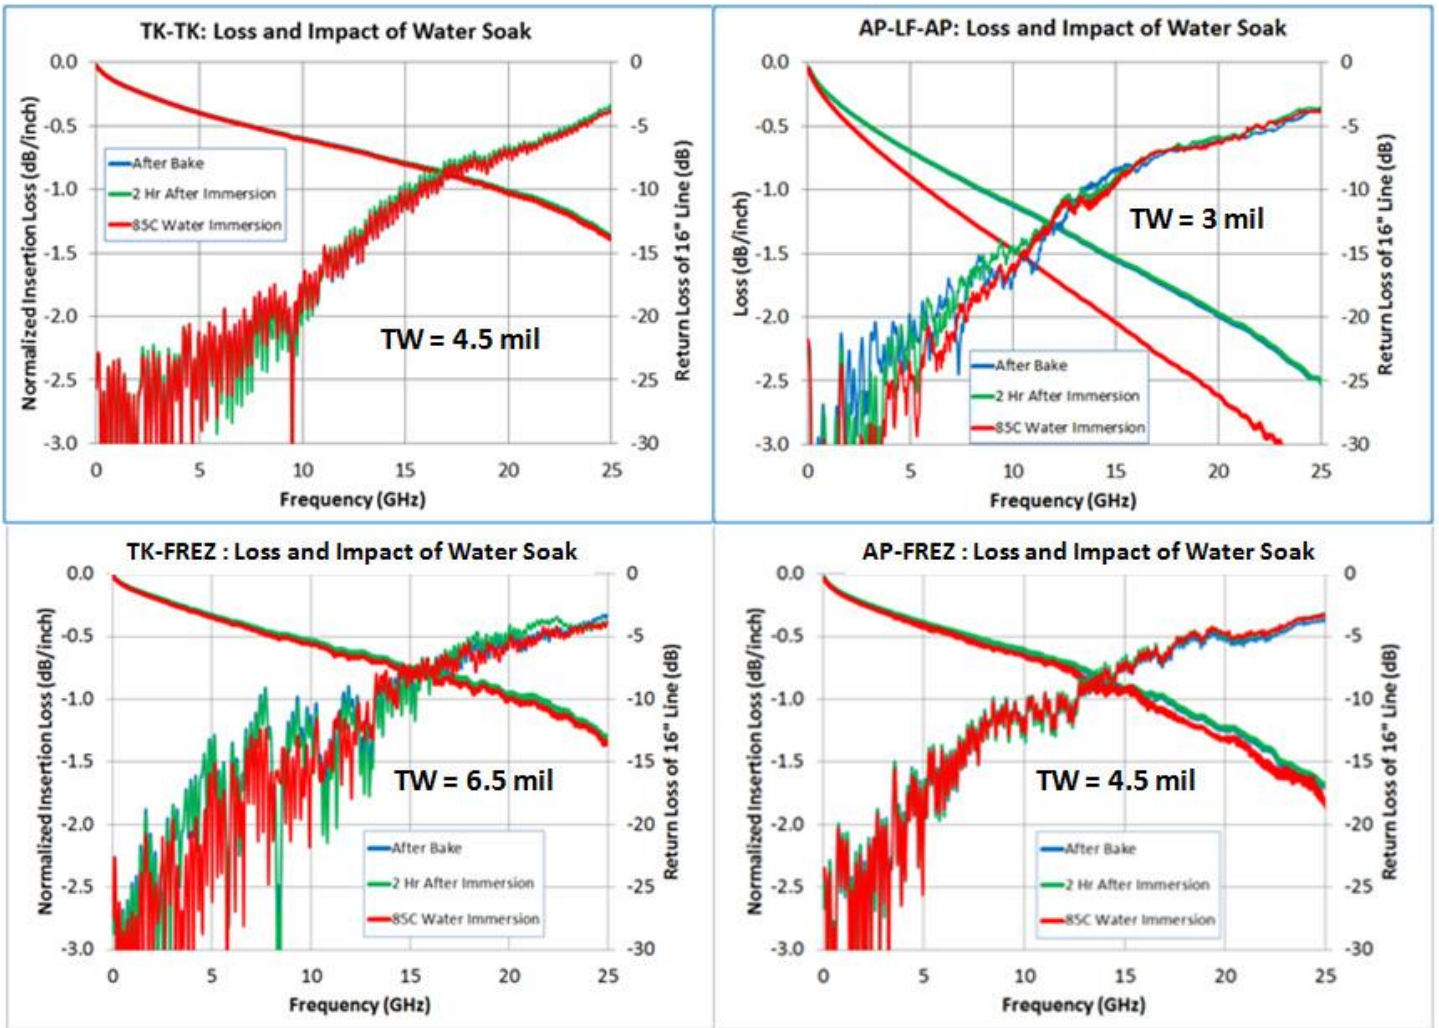 TK-TK: Loss and Impact of Water Soak
0.0
-0.5
-1.0
-1.5
-2.0
-2.5
-3.0
Normalized Insertion Loss (dB/inch)
After Bake
2 Hr After Immersion
85C Water Immersion
TW = 4.5 mil
0
-5
-10
-15
-20
-25
-30
Return Loss of 16" Line (dB)
0 5 10 15 20 25
Frequency (GHz)
AP-LF-AP: Loss and Impact of Water Soak
0.0
-0.5
-1.0
-1.5
-2.0
-2.5
-3.0
Loss (dB/inch)
TW = 3 mil
After Bake
2 Hr After Immersion
85C Water Immersion
0
-5
-10
-15
-20
-25
-30
Return Loss of 16" Line (dB)
0 5 10 15 20 25
Frequency (GHz)
TK-FREZ : Loss and Impact of Water Soak
0.0
-0.5
-1.0
-1.5
-2.0
-2.5
-3.0
Normalized Insertion Loss (dB/inch)
TW = 6.5 mil
After Bake
2 Hr After Immersion
85C Water Immersion
0
-5
-10
-15
-20
-25
-30
Return Loss of 16" Line (dB)
0 5 10 15 20 25
Frequency (GHz)
AP-FREZ : Loss and Impact of Water Soak
0.0
-0.5
-1.0
-1.5
-2.0
-2.5
-3.0
Normalized Insertion Loss (dB/inch)
TW = 4.5 mil
After Bake
2 Hr After Immersion
85C Water Immersion
0
-5
-10
-15
-20
-25
-30
Return Loss of 16" Line (dB)
0 5 10 15 20 25
Frequency (GHz)